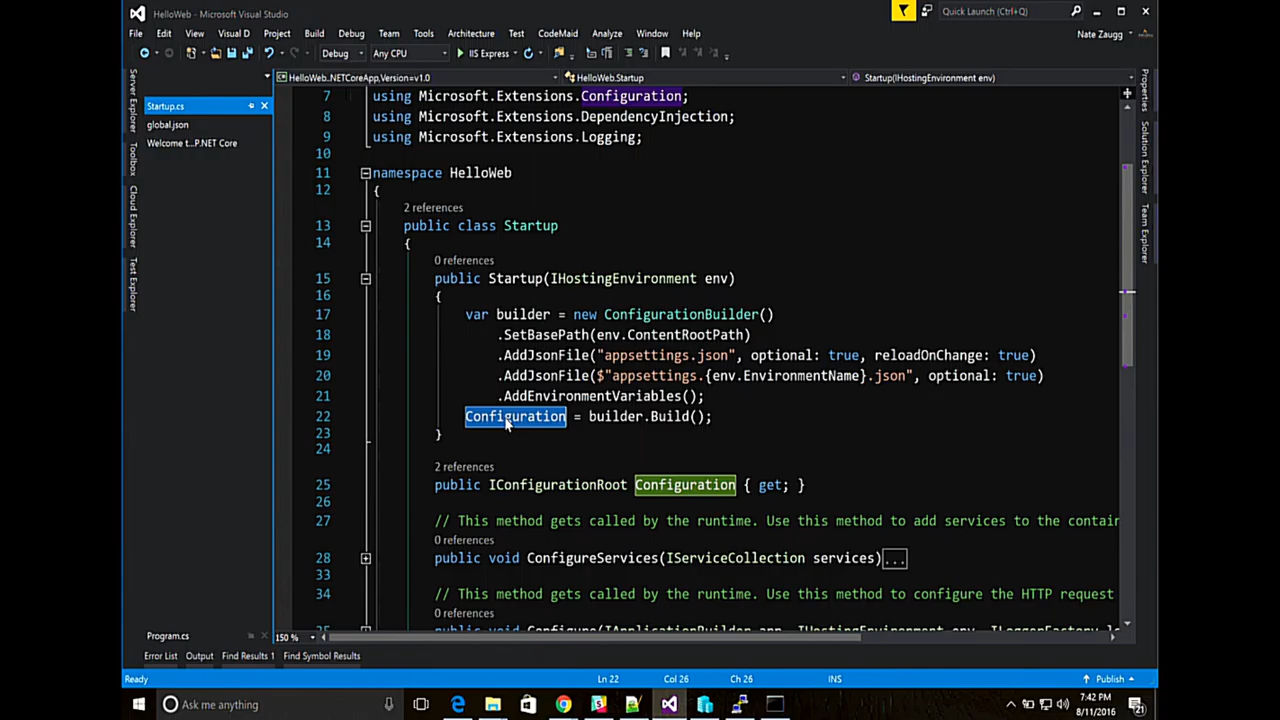 HelloWeb - Microsoft Visual Studio
Quick Launch (Ctrl+Q)
File Edit View Visual D Project Build Debug Team Tools Architecture Test CodeMaid Analyze Window Help
Nate Zaugg
Debug Any CPU IIS Express
Server Explorer
Toolbox
Cloud Explorer
Test Explorer
Startup.cs
global.json
Welcome t...P.NET Core
Program.cs
HelloWeb..NETCoreApp,Version=v1.0 HelloWeb.Startup Startup(IHostingEnvironment env)
7 using Microsoft.Extensions.Configuration;
8 using Microsoft.Extensions.DependencyInjection;
9 using Microsoft.Extensions.Logging;
10
11 namespace HelloWeb
12 {
2 references
13 public class Startup
14 {
0 references
15 public Startup(IHostingEnvironment env)
16 {
17 var builder = new ConfigurationBuilder()
18 .SetBasePath(env.ContentRootPath)
19 .AddJsonFile("appsettings.json", optional: true, reloadOnChange: true)
20 .AddJsonFile($"appsettings.{env.EnvironmentName}.json", optional: true)
21 .AddEnvironmentVariables();
22 Configuration = builder.Build();
23 }
24
2 references
25 public IConfigurationRoot Configuration { get; }
26
27 // This method gets called by the runtime. Use this method to add services to the contain
0 references
28 public void ConfigureServices(IServiceCollection services)...
33
34 // This method gets called by the runtime. Use this method to configure the HTTP request
0 references
public void Configure(IApplicationBuilder app, IHostingEnvironment env, ILoggerFactory lo
150 %
Properties
Solution Explorer
Team Explorer
Error List Output Find Results 1 Find Symbol Results
Ready Ln 22 Col 26 Ch 26 INS Publish
Ask me anything
7:42 PM
8/11/2016
21